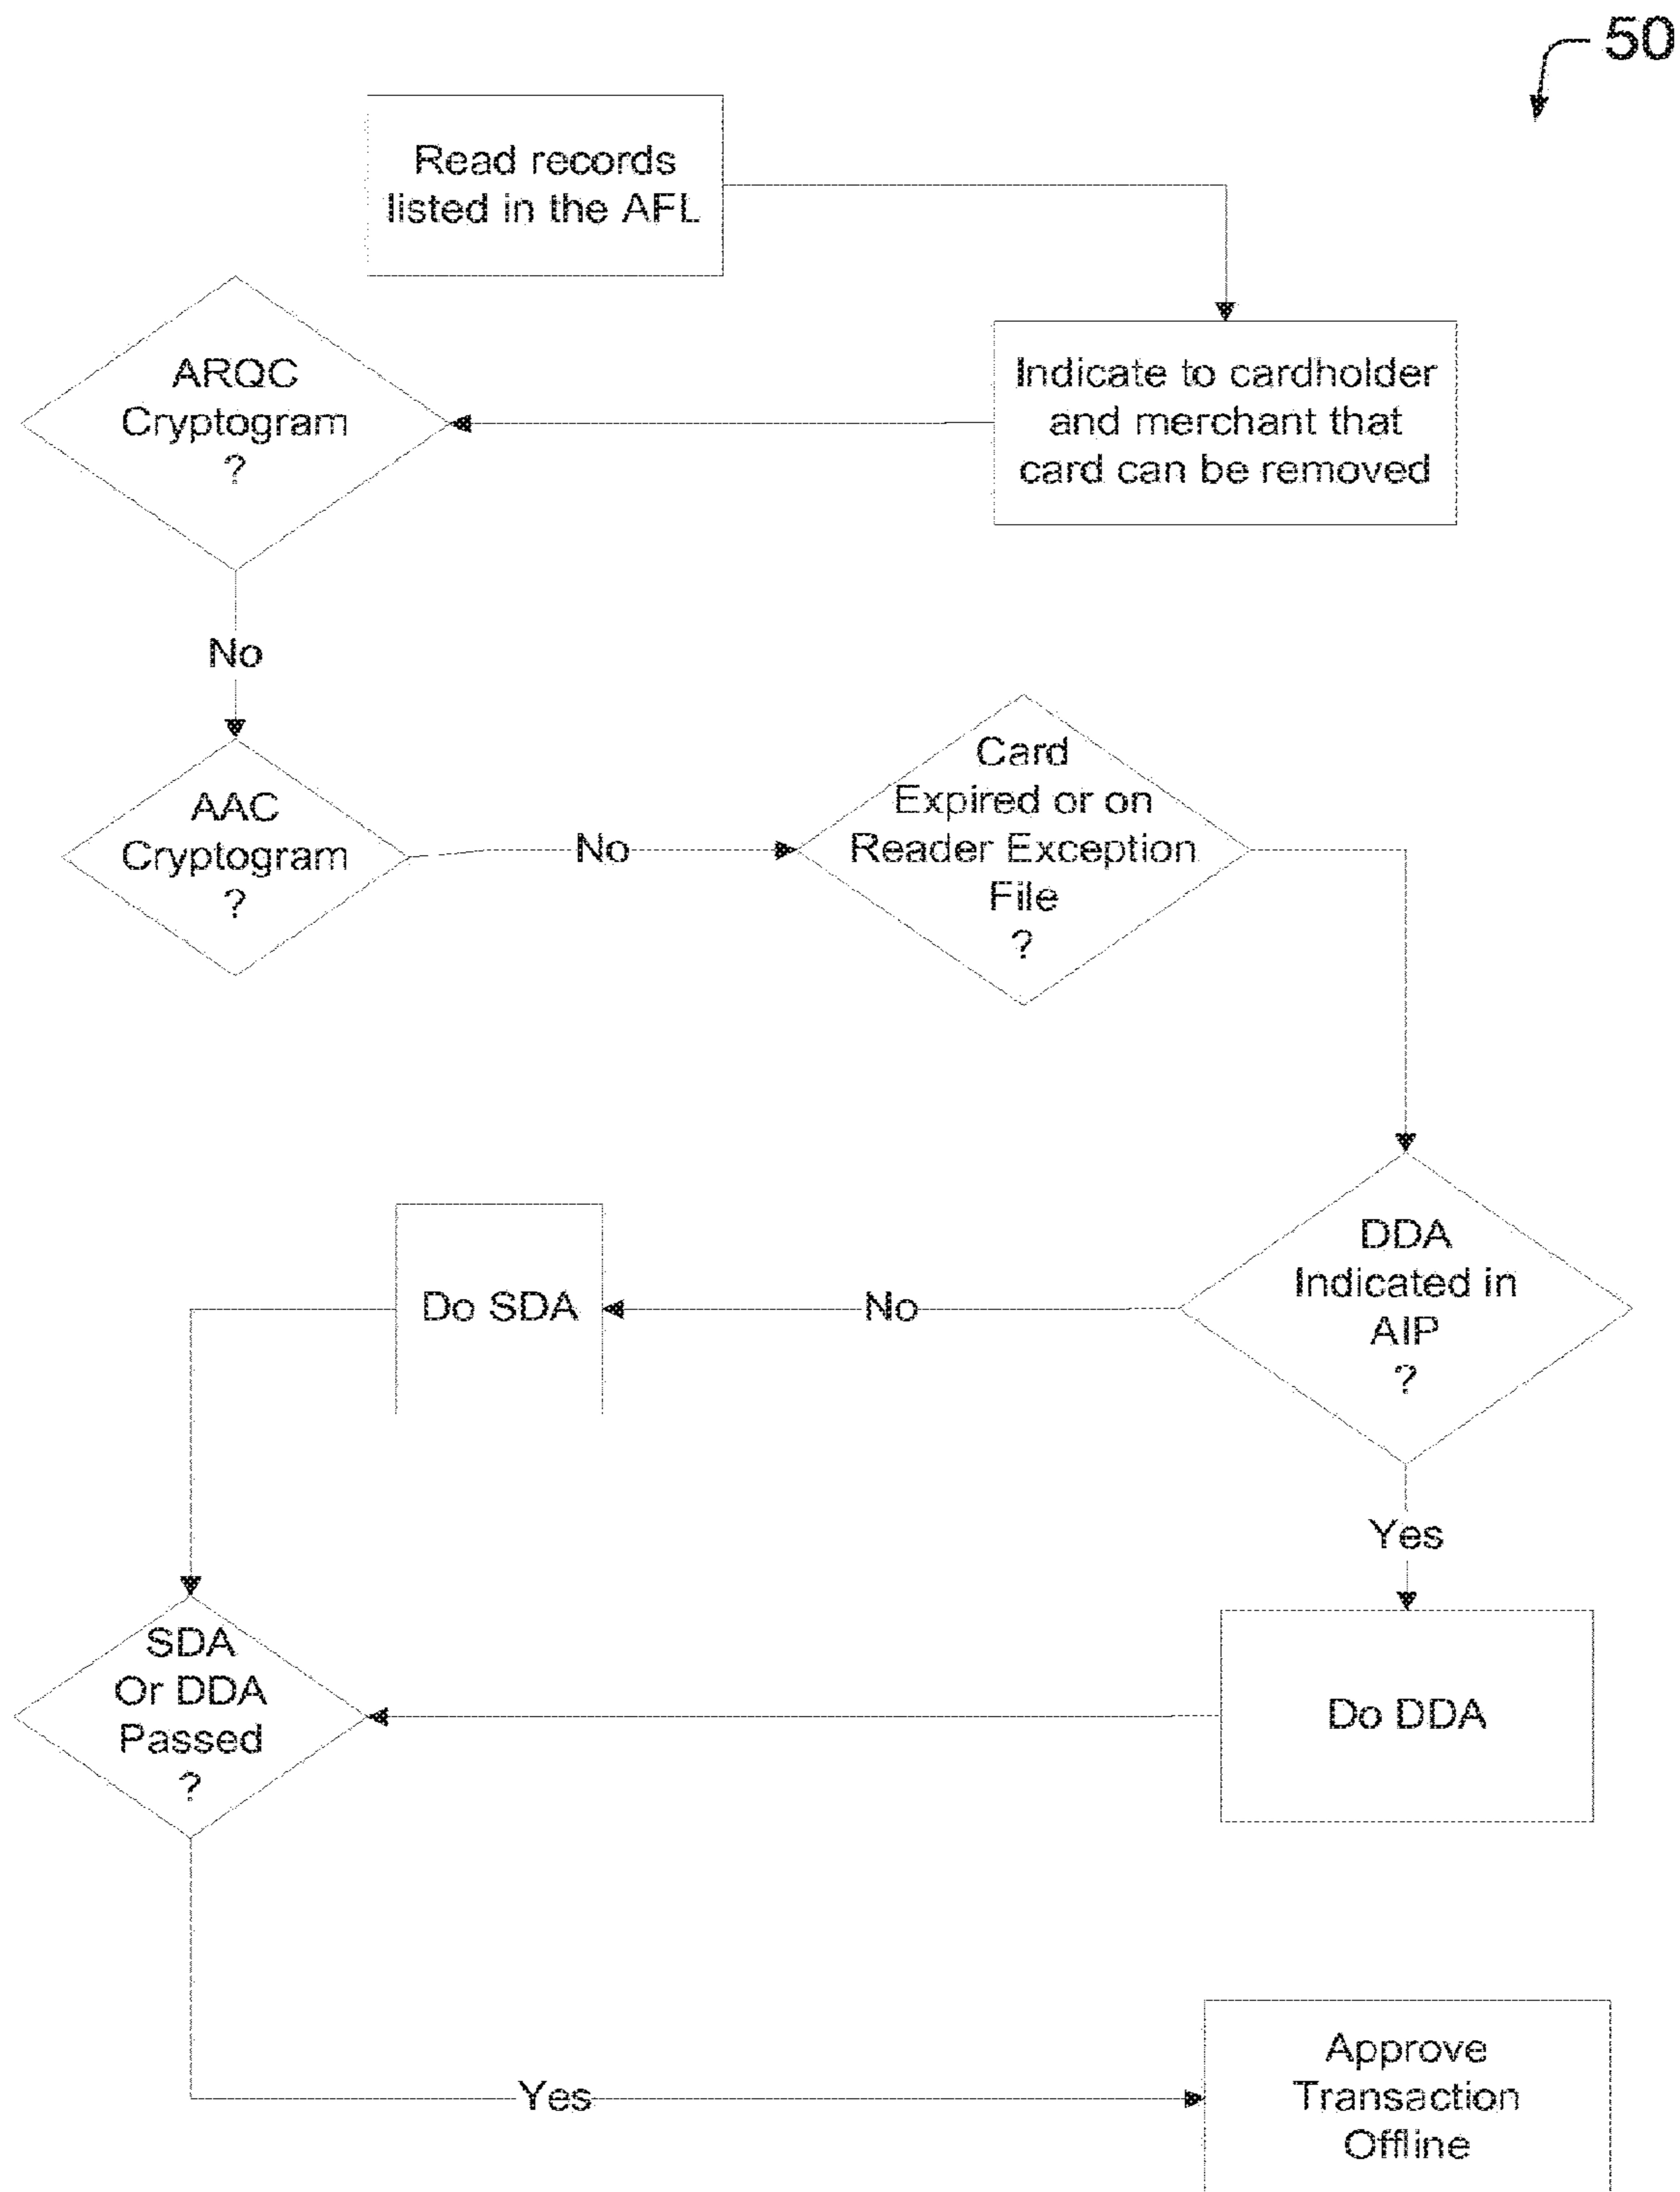 50
Read records
listed in the AFL
Indicate to cardholder
and merchant that
card can be removed
ARQC
Cryptogram
?
No
AAC
Cryptogram
?
No
Card
Expired or on
Reader Exception
File
?
DDA
Indicated in
AIP
?
No
Do SDA
Yes
Do DDA
SDA
Or DDA
Passed
?
Yes
Approve
Transaction
Offline